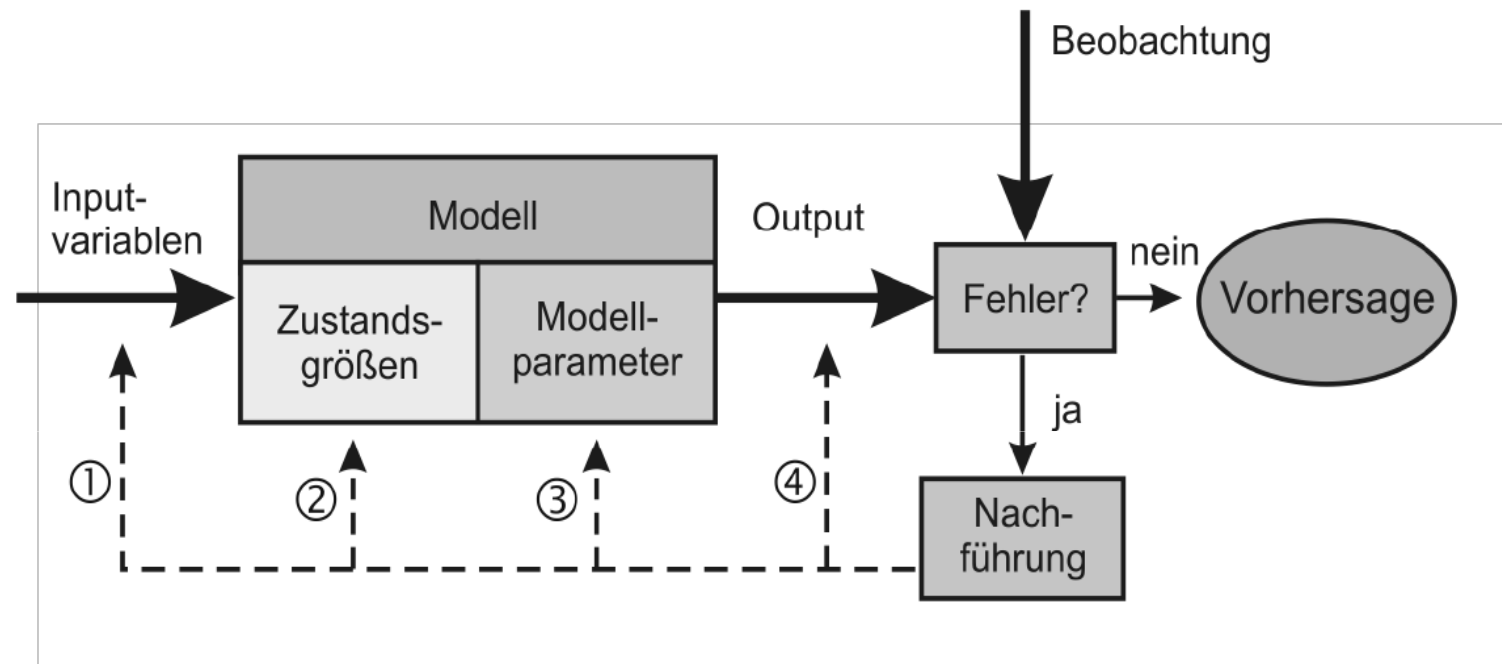 Beobachtung
Input-
variablen
Modell
Output
nein
Zustands-
größen
Modell-
parameter
Fehler?
Vorhersage
ja
①
②
③
④
Nach-
führung